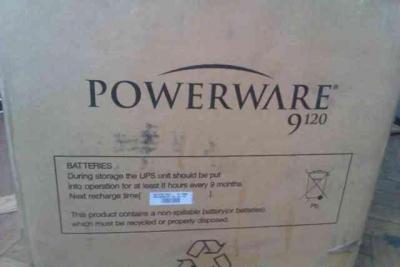 POWERWARE®
9120
BATTERIES
During storage the UPS unit should be put
into operation for at least 8 hours every 9 months.
Next recharge time[ ]
This product contains a non-spillable battery(or batteries)
which must be recycled or properly disposed.
Pb